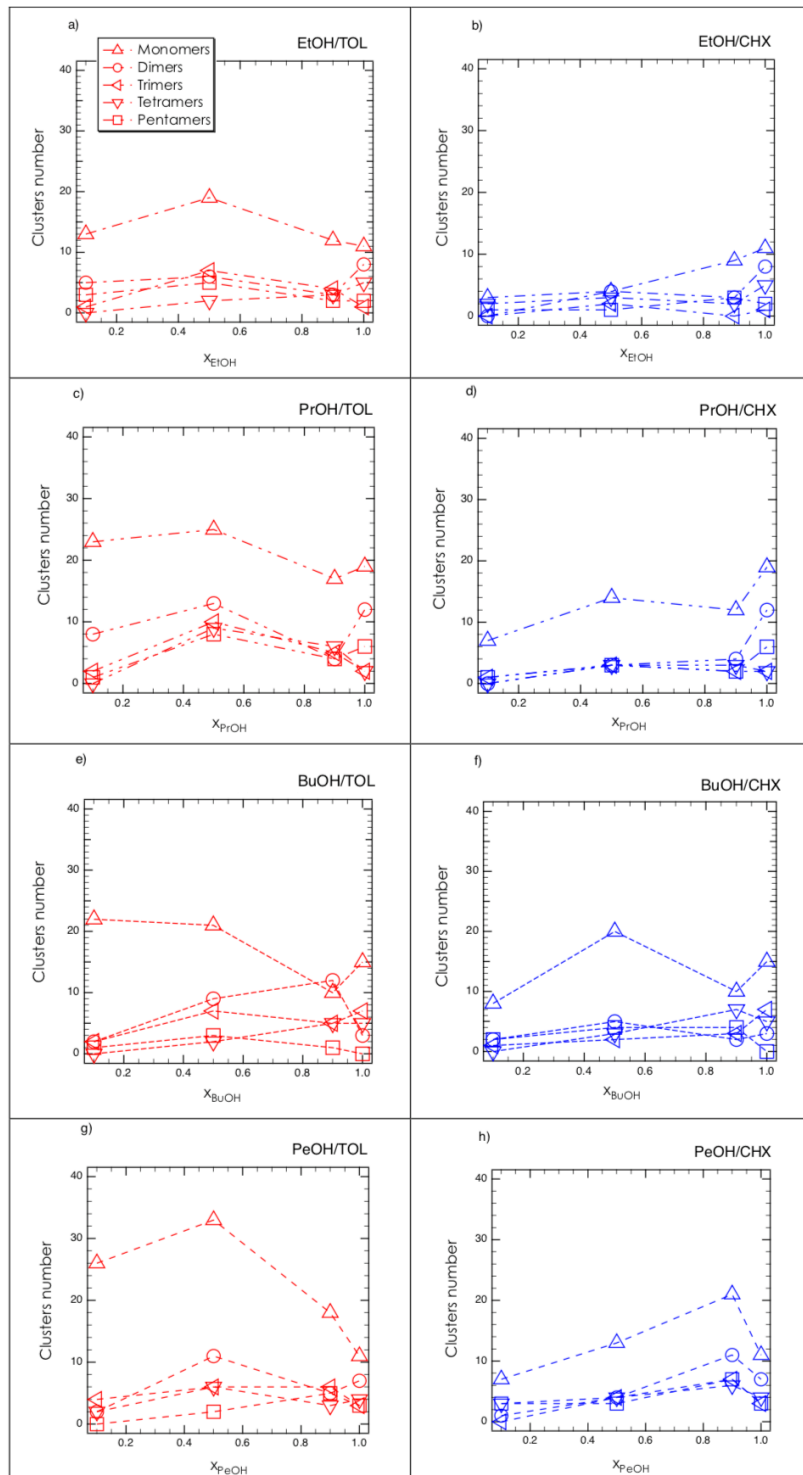 a)
EtOH/TOL
Monomers
Dimers
Trimers
Tetramers
Pentamers
40
30
20
10
0
Clusters number
0.2 0.4 0.6 0.8 1.0
xEtOH
b)
EtOH/CHX
40
30
20
10
0
Clusters number
0.2 0.4 0.6 0.8 1.0
xEtOH
c)
PrOH/TOL
40
30
20
10
0
Clusters number
0.2 0.4 0.6 0.8 1.0
xPrOH
d)
PrOH/CHX
40
30
20
10
0
Clusters number
0.2 0.4 0.6 0.8 1.0
xPrOH
e)
BuOH/TOL
40
30
20
10
0
Clusters number
0.2 0.4 0.6 0.8 1.0
xBuOH
f)
BuOH/CHX
40
30
20
10
0
Clusters number
0.2 0.4 0.6 0.8 1.0
xBuOH
g)
PeOH/TOL
40
30
20
10
0
Clusters number
0.2 0.4 0.6 0.8 1.0
xPeOH
h)
PeOH/CHX
40
30
20
10
0
Clusters number
0.2 0.4 0.6 0.8 1.0
xPeOH